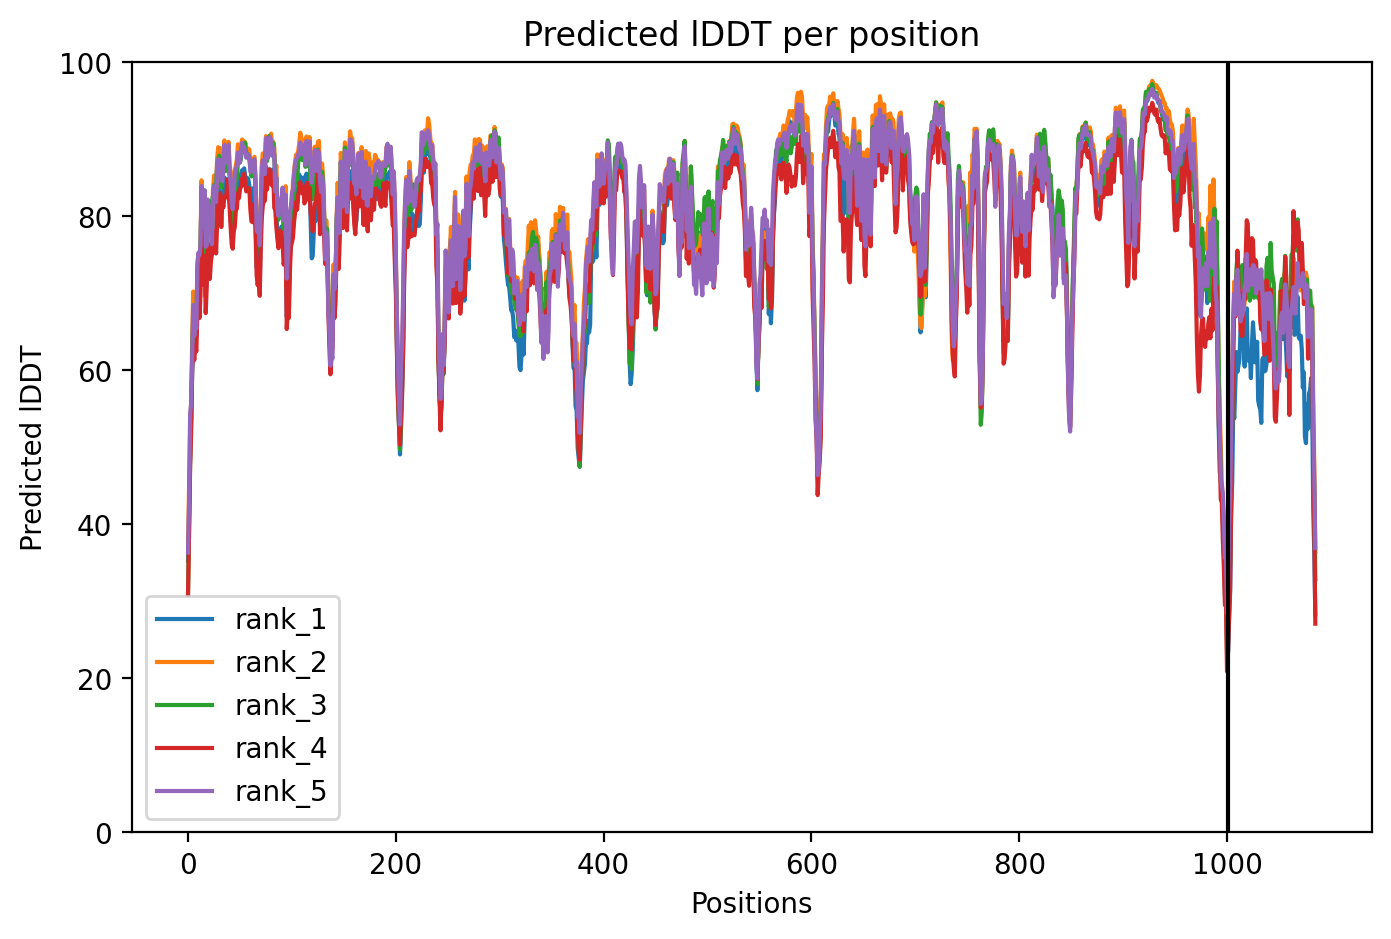 Predicted lDDT per position
100
80
60
40
20
0
Predicted lDDT
rank_1
rank_2
rank_3
rank_4
rank_5
0 200 400 600 800 1000
Positions